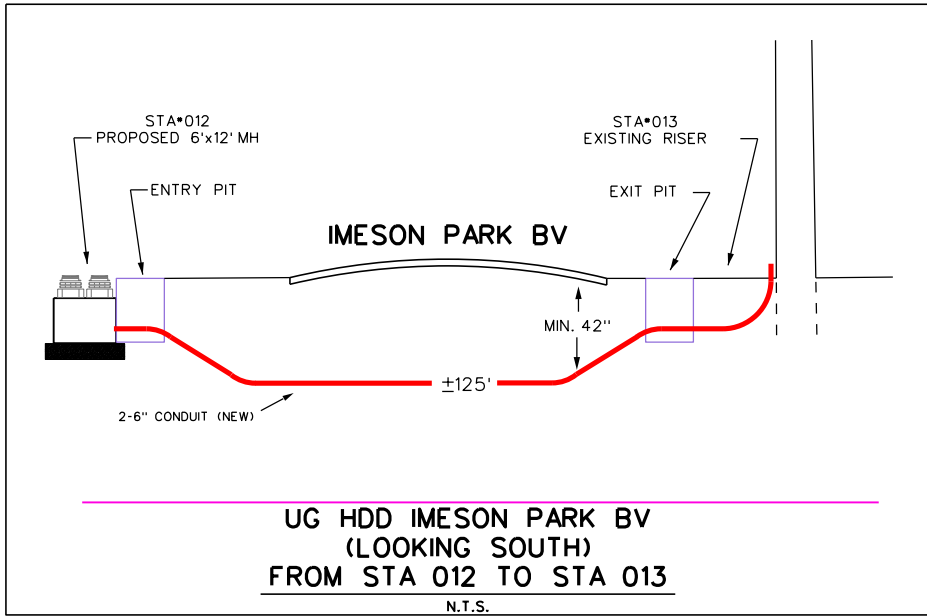 STA#012
PROPOSED 6'x12' MH
ENTRY PIT
STA#013
EXISTING RISER
EXIT PIT
IMESON PARK BV
MIN. 42"
±125'
2-6" CONDUIT (NEW)
UG HDD IMESON PARK BV
(LOOKING SOUTH)
FROM STA 012 TO STA 013
N.T.S.